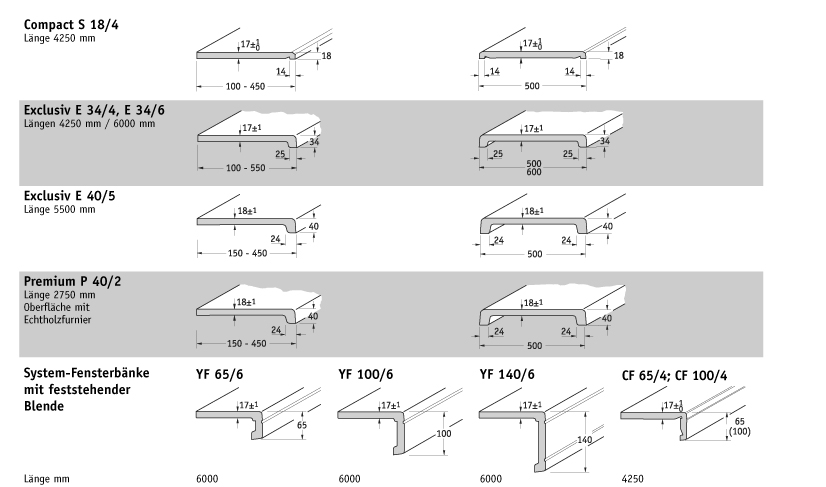 Compact S 18/4
Länge 4250 mm
17±1/0
18
14
100 - 450
17±1/0
18
14
14
500
Exclusiv E 34/4, E 34/6
Längen 4250 mm / 6000 mm
17±1
34
25
100 - 550
17±1
34
25
25
500
600
Exclusiv E 40/5
Länge 5500 mm
18±1
40
24
150 - 450
18±1
40
24
24
500
Premium P 40/2
Länge 2750 mm
Oberfläche mit
Echtholzfurnier
18±1
40
24
150 - 450
18±1
40
24
24
500
System-Fensterbänke
mit feststehender
Blende
YF 65/6
17±1
65
YF 100/6
17±1
100
YF 140/6
17±1
140
CF 65/4; CF 100/4
17±1/0
65
(100)
Länge mm
6000
6000
6000
4250